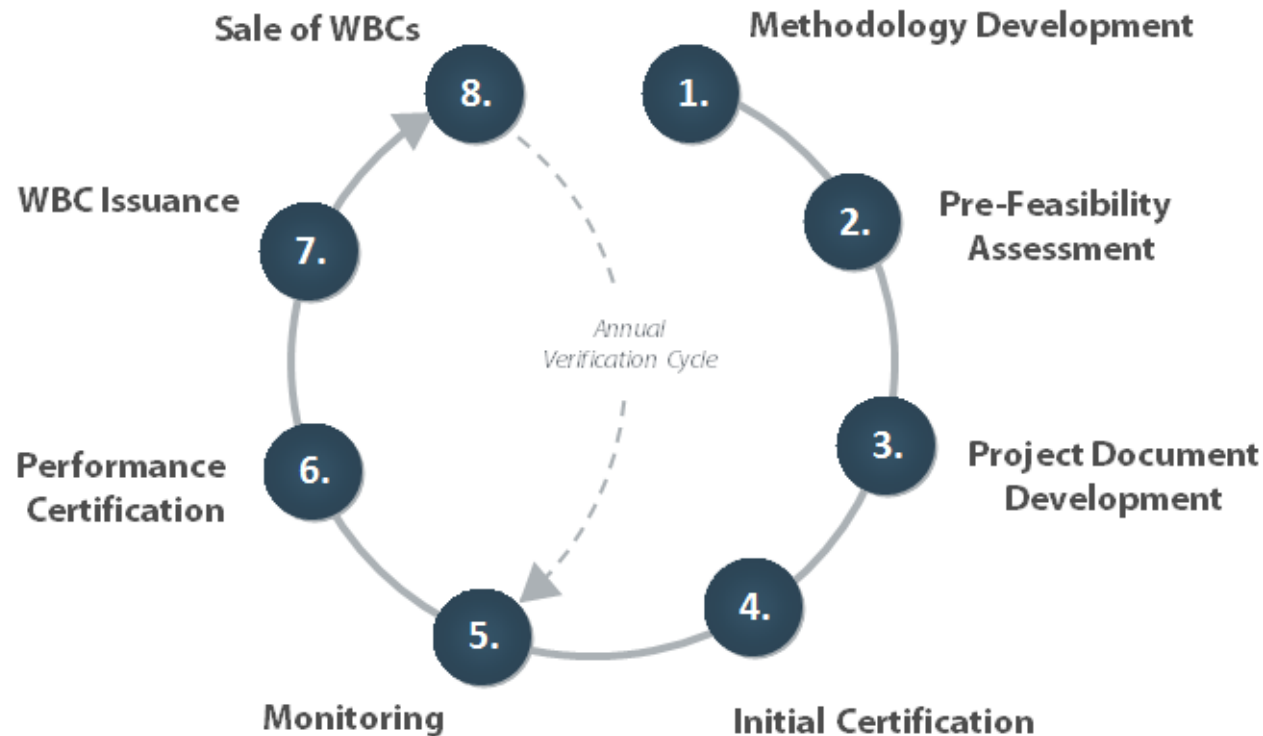 Sale of WBCs
Methodology Development
8.
1.
WBC Issuance
Pre-Feasibility
Assessment
2.
7.
Annual
Verification Cycle
Performance
Certification
6.
3.
Project Document
Development
4.
5.
Monitoring
Initial Certification